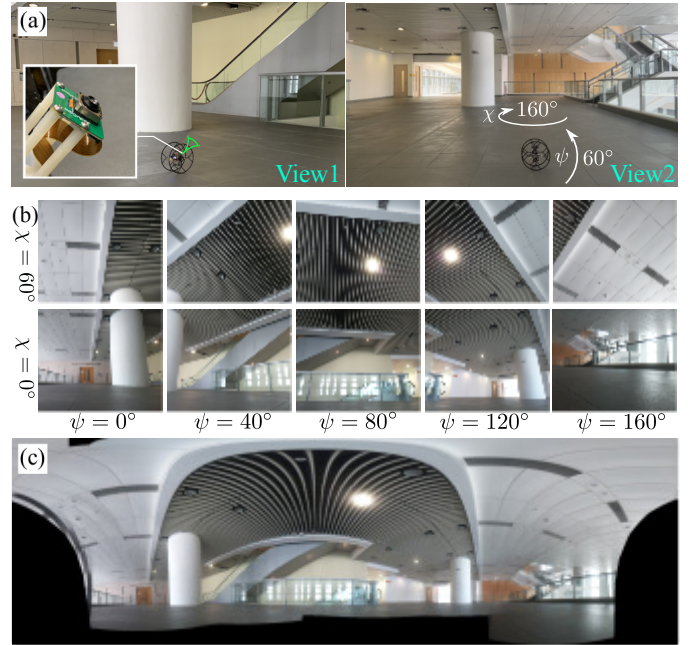 (a)
View1
χ 160°
ψ 60°
View2
(b)
χ = 60°
χ = 0°
ψ = 0° ψ = 40° ψ = 80° ψ = 120° ψ = 160°
(c)